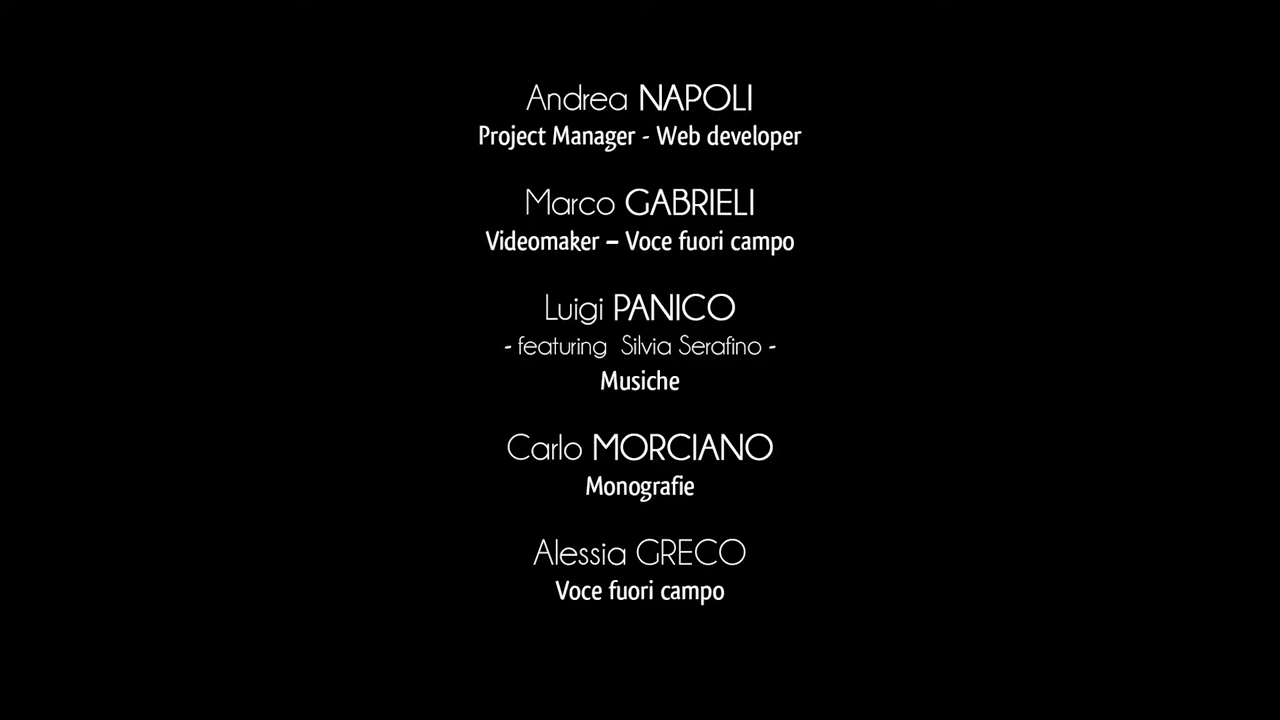 Andrea NAPOLI
Project Manager - Web developer
Marco GABRIELI
Videomaker – Voce fuori campo
Luigi PANICO
- featuring Silvia Serafino -
Musiche
Carlo MORCIANO
Monografie
Alessia GRECO
Voce fuori campo